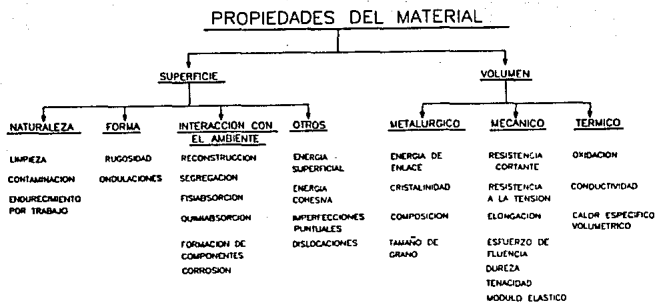 PROPIEDADES DEL MATERIAL
SUPERFICIE
VOLUMEN
NATURALEZA
FORMA
INTERACCION CON
EL AMBIENTE
OTROS
METALURGICO
MECÁNICO
TERMICO
LIMPIEZA
CONTAMINACION
ENDURECIMIENTO
POR TRABAJO
RUGOSIDAD
ONDULACIONES
RECONSTRUCCION
SEGREGACION
FISIABSORCION
QUIMIABSORCION
FORMACION DE
COMPONENTES
CORROSION
ENERGIA
SUPERFICIAL
ENERGIA
COHESIVA
IMPERFECCIONES
PUNTUALES
DISLOCACIONES
ENERGIA DE
ENLACE
CRISTALINIDAD
COMPOSICION
TAMAÑO DE
GRANO
RESISTENCIA
CORTANTE
RESISTENCIA
A LA TENSION
ELONGACION
ESFUERZO DE
FLUENCIA
DUREZA
TENACIDAD
MODULO ELASTICO
OXIDACION
CONDUCTIVIDAD
CALOR ESPECIFICO
VOLUMETRICO